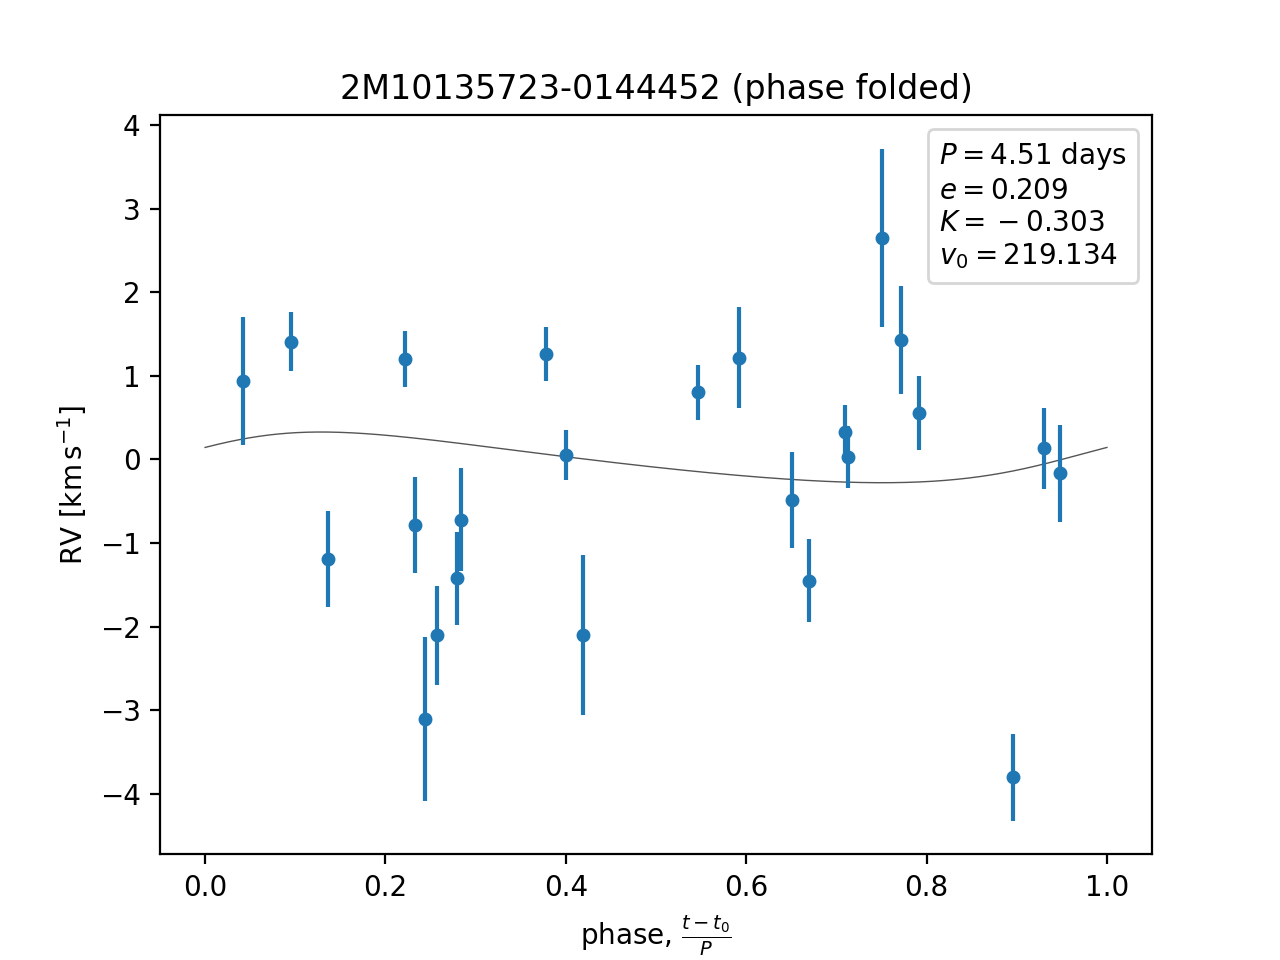 2M10135723-0144452 (phase folded)
P = 4.51 days
e = 0.209
K = −0.303
v₀ = 219.134
4
3
2
1
0
−1
−2
−3
−4
RV [km s⁻¹]
0.0 0.2 0.4 0.6 0.8 1.0
phase, (t − t₀)/P